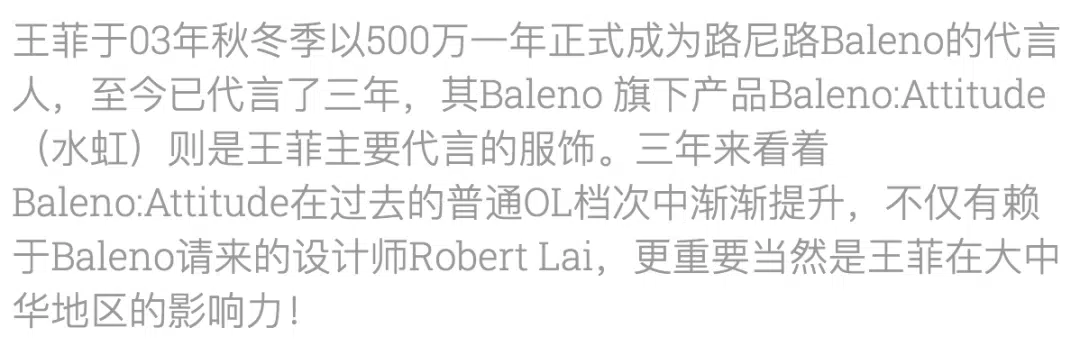 王菲于03年秋冬季以500万一年正式成为路尼路Baleno的代言
人，至今已代言了三年，其Baleno 旗下产品Baleno:Attitude
（水虹）则是王菲主要代言的服饰。三年来看着
Baleno:Attitude在过去的普通OL档次中渐渐提升，不仅有赖
于Baleno请来的设计师Robert Lai，更重要当然是王菲在大中
华地区的影响力！